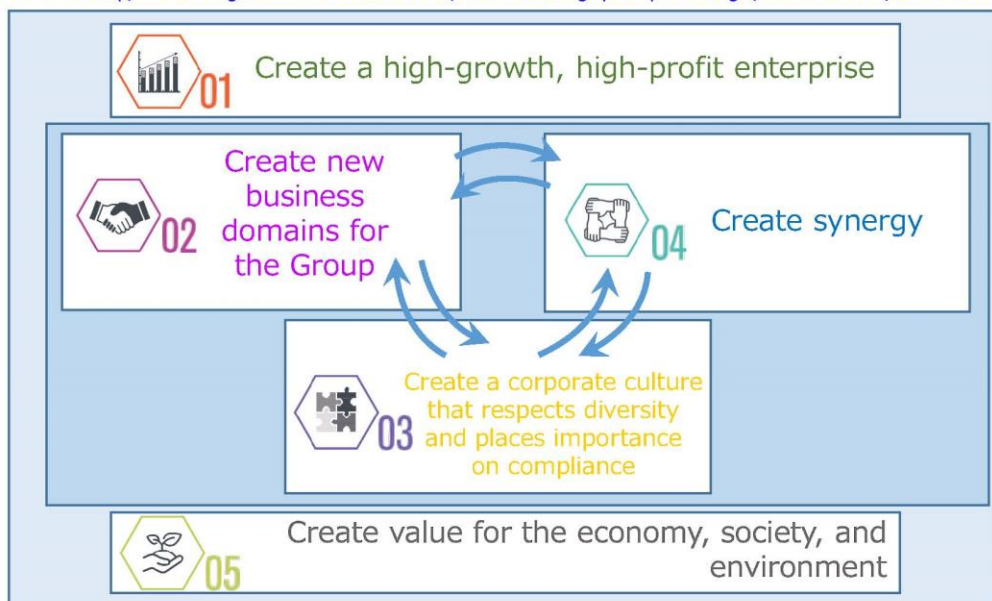 01
Create a high-growth, high-profit enterprise
02
Create new
business
domains for
the Group
04
Create synergy
03
Create a corporate culture
that respects diversity
and places importance
on compliance
05
Create value for the economy, society, and
environment